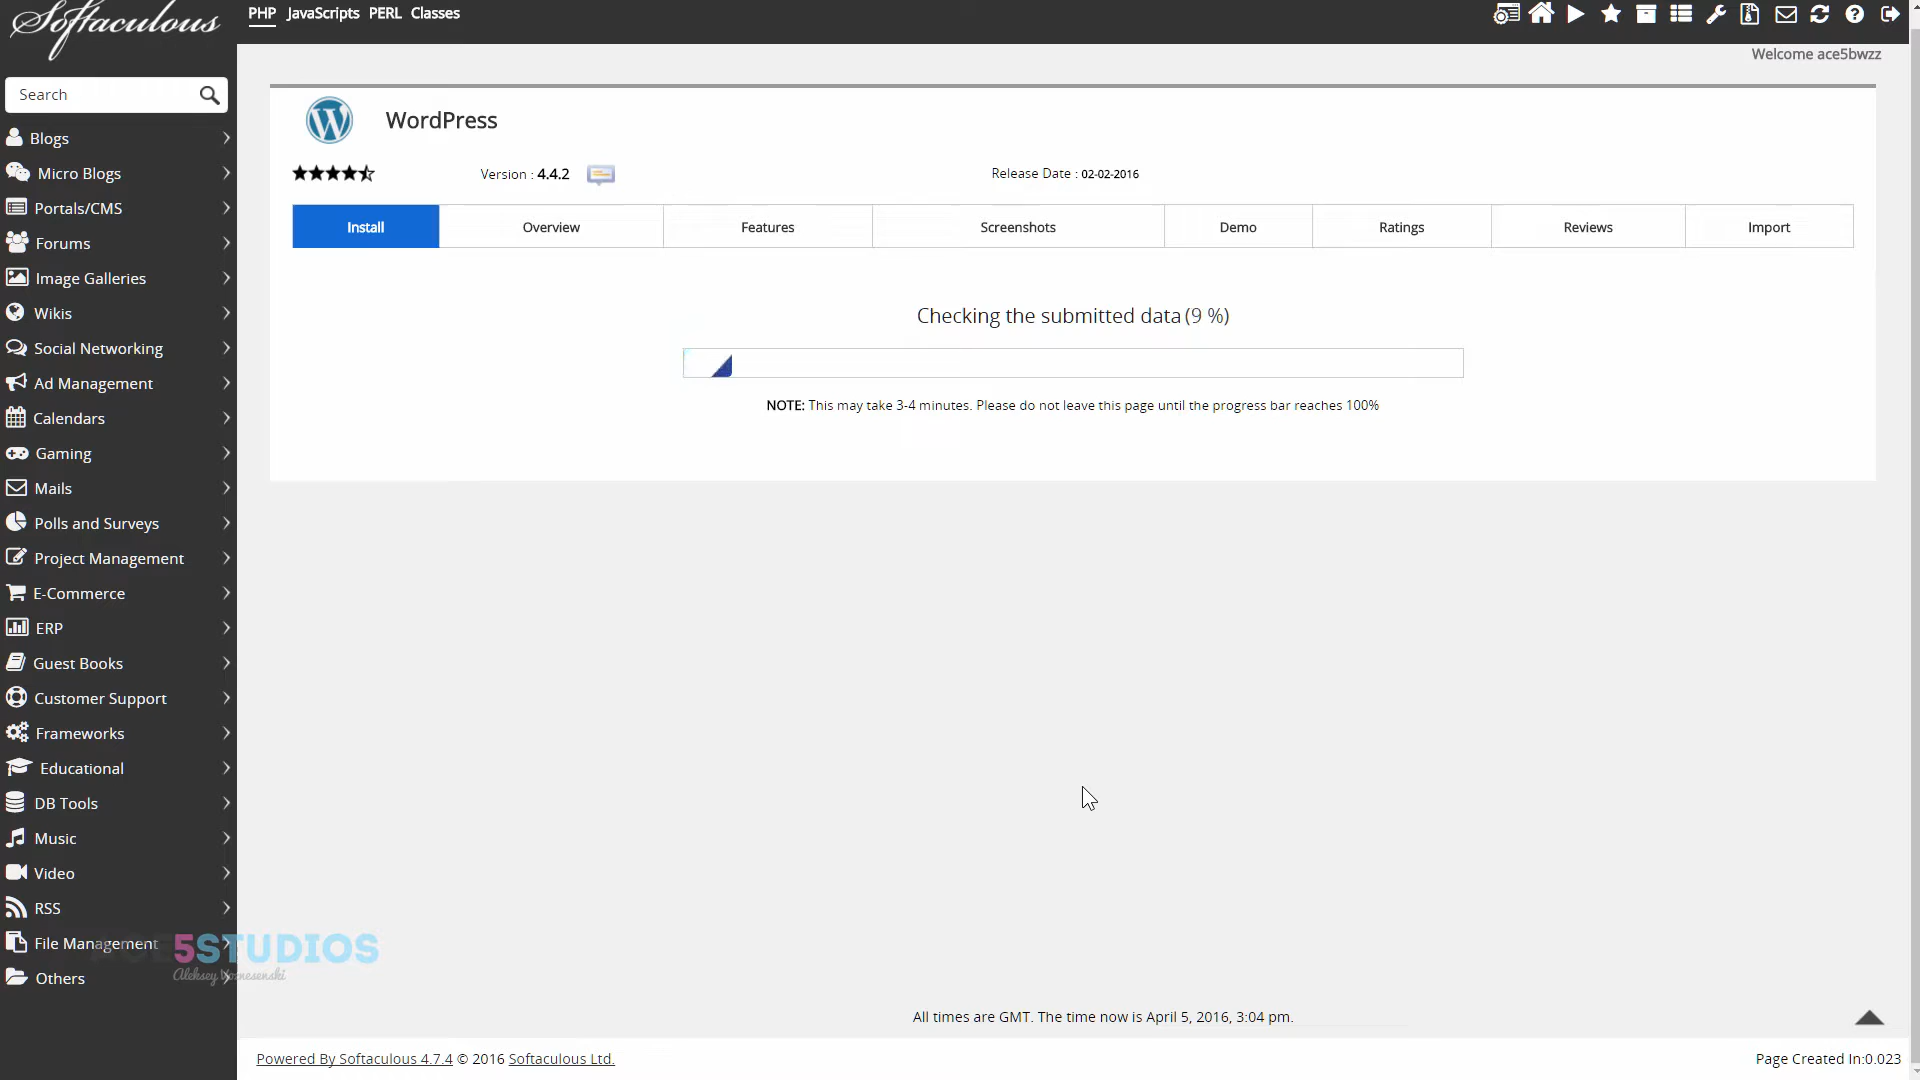 Softaculous
PHP JavaScripts PERL Classes
Welcome ace5bwzz
Search
Blogs
Micro Blogs
Portals/CMS
Forums
Image Galleries
Wikis
Social Networking
Ad Management
Calendars
Gaming
Mails
Polls and Surveys
Project Management
E-Commerce
ERP
Guest Books
Customer Support
Frameworks
Educational
DB Tools
Music
Video
RSS
File Management
Others
WordPress
Version : 4.4.2
Release Date : 02-02-2016
Install Overview Features Screenshots Demo Ratings Reviews Import
Checking the submitted data (9 %)
NOTE: This may take 3-4 minutes. Please do not leave this page until the progress bar reaches 100%
ACE5STUDIOS
Aleksey Voznesenski
All times are GMT. The time now is April 5, 2016, 3:04 pm.
Powered By Softaculous 4.7.4 © 2016 Softaculous Ltd.
Page Created In:0.023